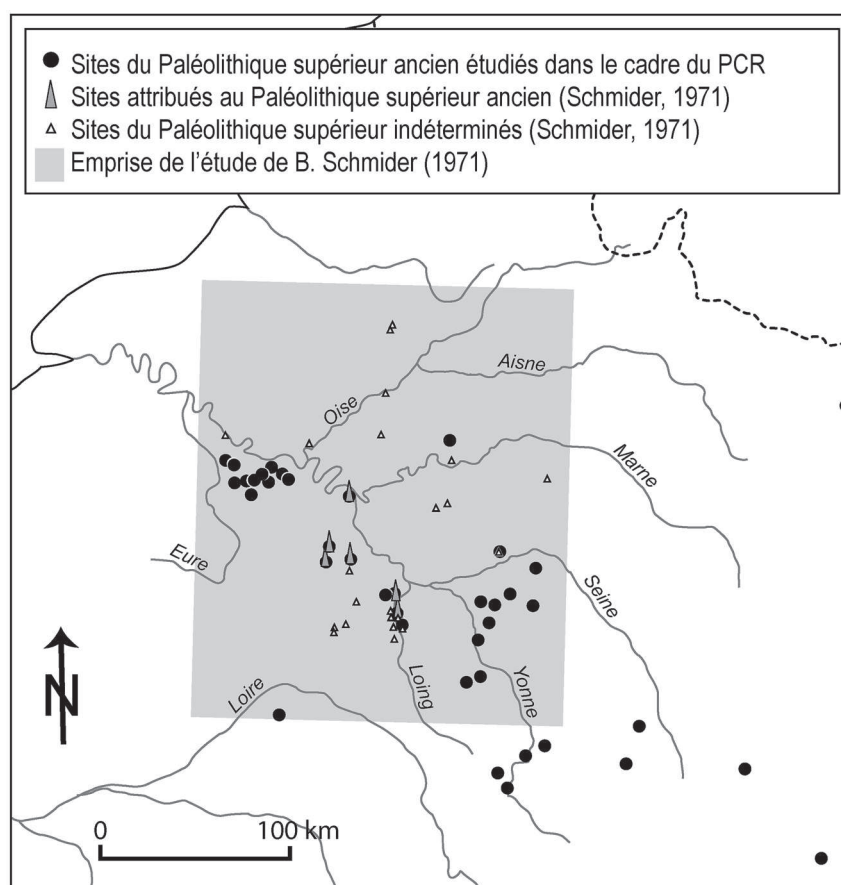 Sites du Paléolithique supérieur ancien étudiés dans le cadre du PCR
Sites attribués au Paléolithique supérieur ancien (Schmider, 1971)
Sites du Paléolithique supérieur indéterminés (Schmider, 1971)
Emprise de l'étude de B. Schmider (1971)
Aisne
Oise
Marne
Eure
Seine
Loire
Loing
Yonne
N
0 100 km